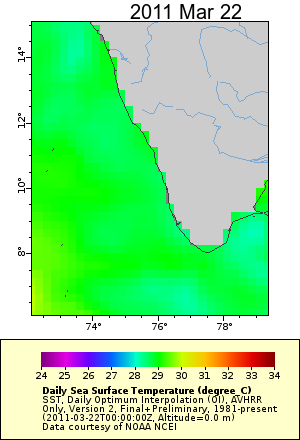 2011 Mar 22
14°
12°
10°
8°
74°
76°
78°
24 25 26 27 28 29 30 31 32 33 34
Daily Sea Surface Temperature (degree_C)
SST, Daily Optimum Interpolation (OI), AVHRR
Only, Version 2, Final+Preliminary, 1981-present
(2011-03-22T00:00:00Z, Altitude=0.0 m)
Data courtesy of NOAA NCEI